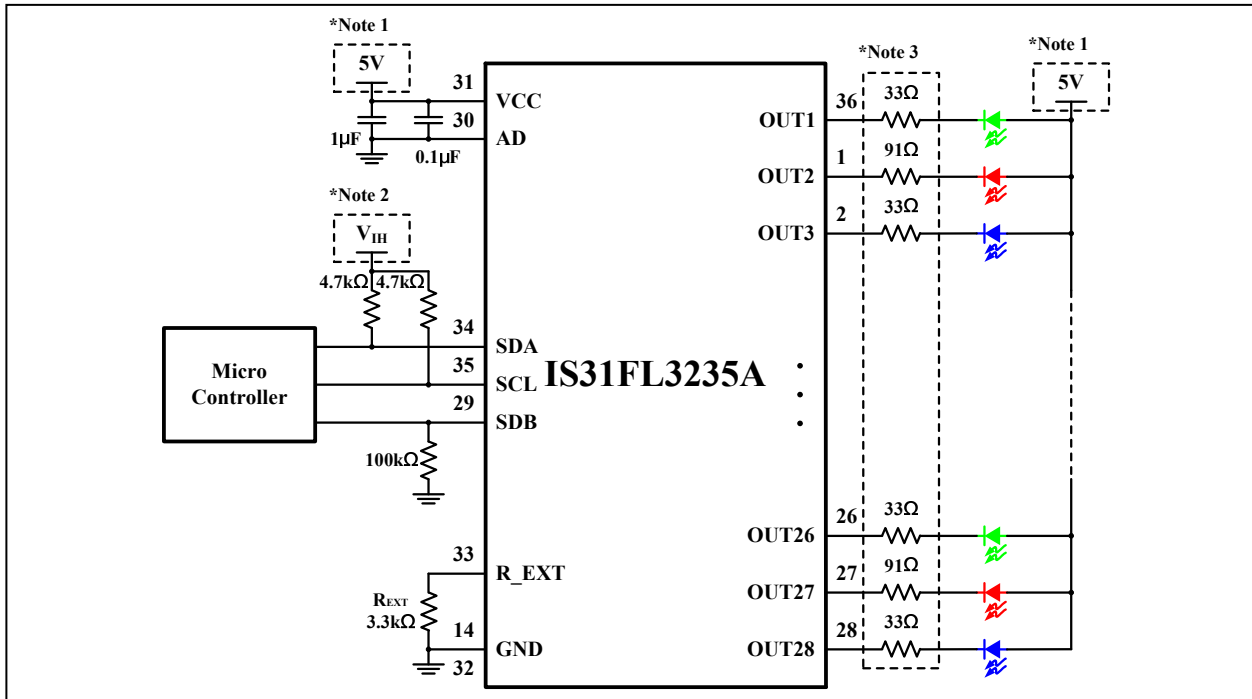 *Note 1
5V
31
VCC
30
AD
1μF
0.1μF
*Note 2
VIH
4.7kΩ 4.7kΩ
Micro
Controller
34
SDA
35
SCL
29
SDB
100kΩ
33
R_EXT
REXT
3.3kΩ
14
GND
32
IS31FL3235A
*Note 3
*Note 1
5V
36
OUT1
33Ω
1
OUT2
91Ω
2
OUT3
33Ω
26
OUT26
33Ω
27
OUT27
91Ω
28
OUT28
33Ω